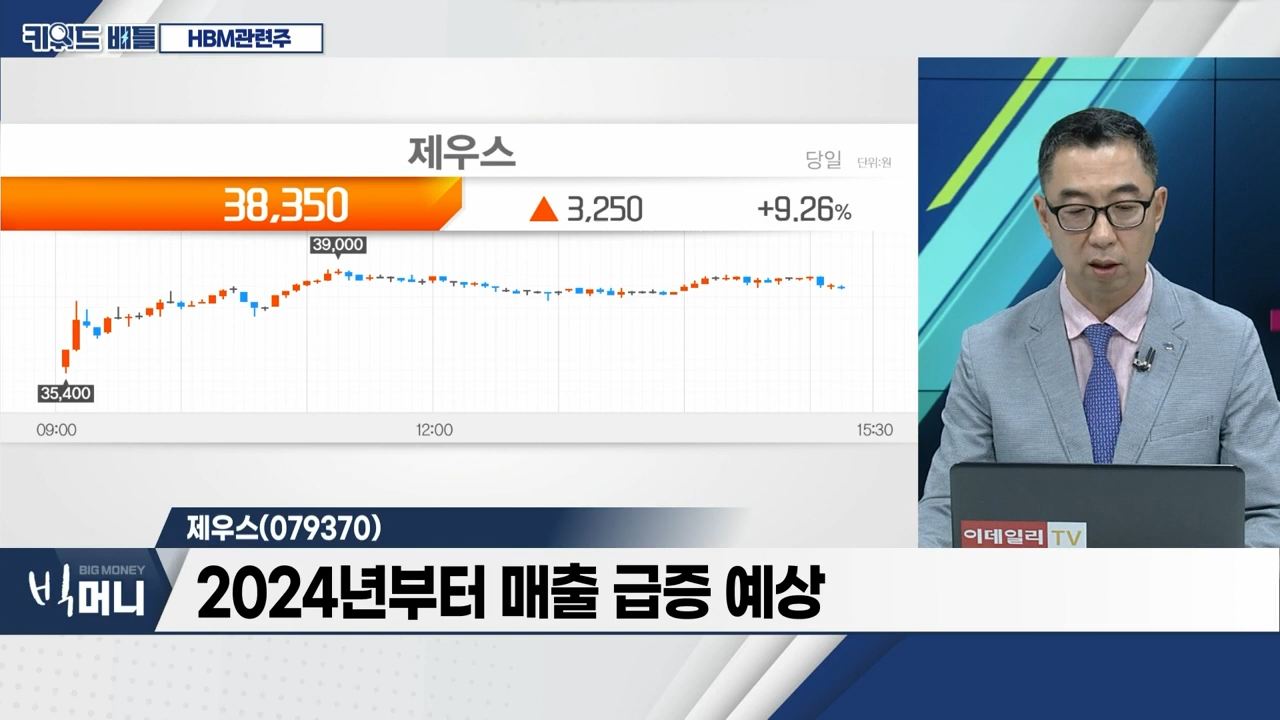 키워드 배틀 HBM관련주
제우스
당일 단위:원
38,350 ▲ 3,250 +9.26%
39,000
35,400
09:00 12:00 15:30
제우스(079370)
이데일리 TV
BIG MONEY
빅머니
2024년부터 매출 급증 예상